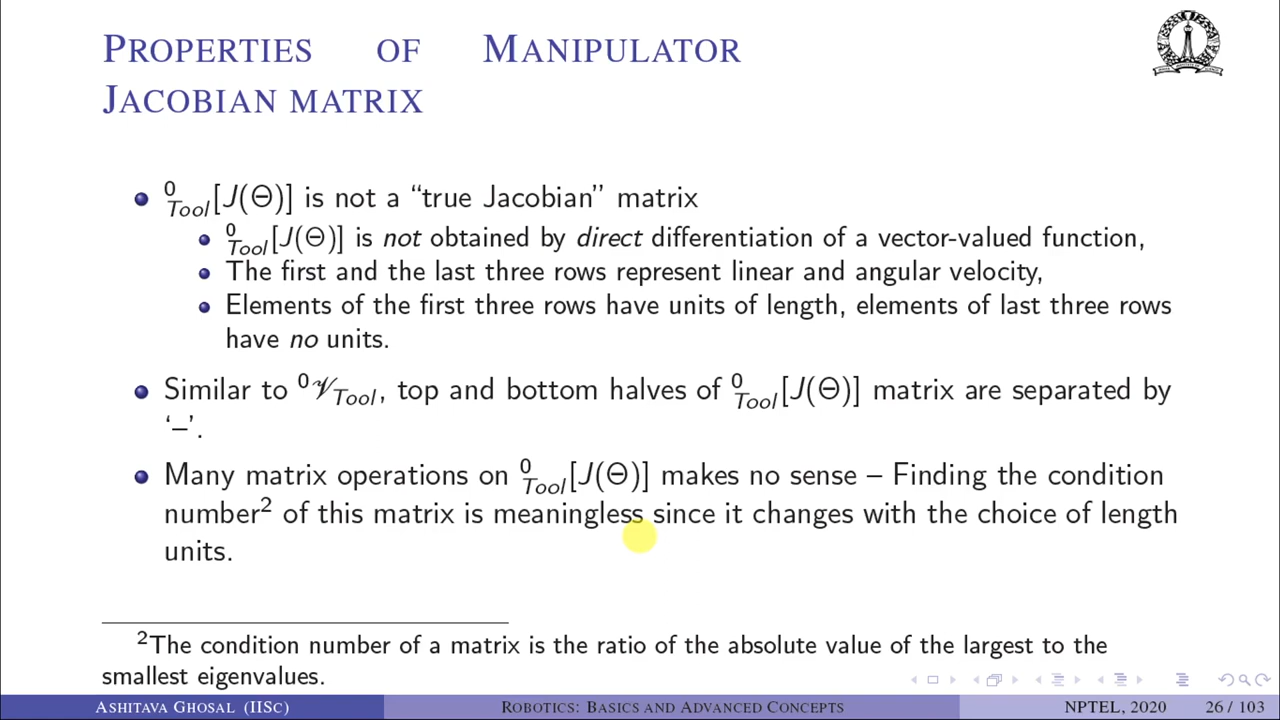 PROPERTIES OF MANIPULATOR
JACOBIAN MATRIX
⁰_Tool[J(Θ)] is not a “true Jacobian” matrix
⁰_Tool[J(Θ)] is not obtained by direct differentiation of a vector-valued function,
The first and the last three rows represent linear and angular velocity,
Elements of the first three rows have units of length, elements of last three rows
have no units.
Similar to ⁰𝒱_Tool, top and bottom halves of ⁰_Tool[J(Θ)] matrix are separated by
‘–’.
Many matrix operations on ⁰_Tool[J(Θ)] makes no sense – Finding the condition
number² of this matrix is meaningless since it changes with the choice of length
units.
²The condition number of a matrix is the ratio of the absolute value of the largest to the
smallest eigenvalues.
ASHITAVA GHOSAL (IISC) ROBOTICS: BASICS AND ADVANCED CONCEPTS NPTEL, 2020 26 / 103